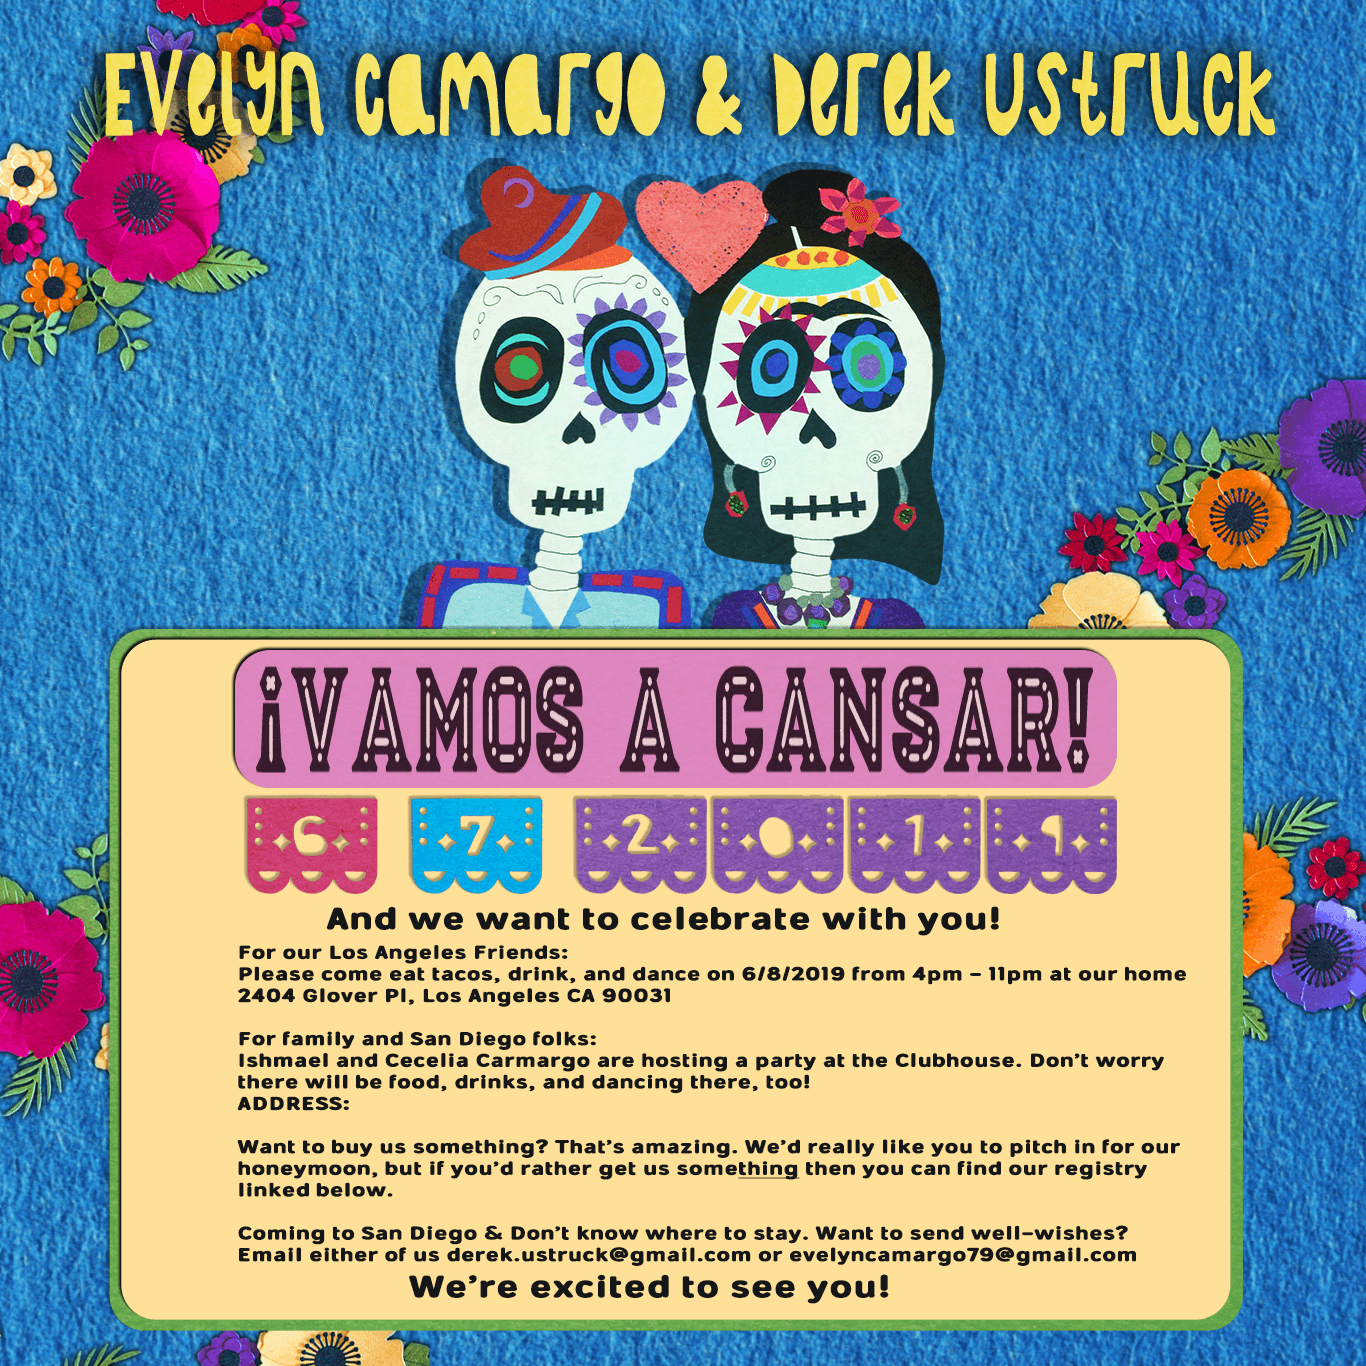 Evelyn Camargo & Derek Ustruck
¡VAMOS A CANSAR!
6 7 2019
And we want to celebrate with you!
For our Los Angeles Friends:
Please come eat tacos, drink, and dance on 6/8/2019 from 4pm - 11pm at our home
2404 Glover Pl, Los Angeles CA 90031
For family and San Diego folks:
Ishmael and Cecelia Carmargo are hosting a party at the Clubhouse. Don't worry
there will be food, drinks, and dancing there, too!
ADDRESS:
Want to buy us something? That's amazing. We'd really like you to pitch in for our
honeymoon, but if you'd rather get us something then you can find our registry
linked below.
Coming to San Diego & Don't know where to stay. Want to send well-wishes?
Email either of us derek.ustruck@gmail.com or evelyncamargo79@gmail.com
We're excited to see you!